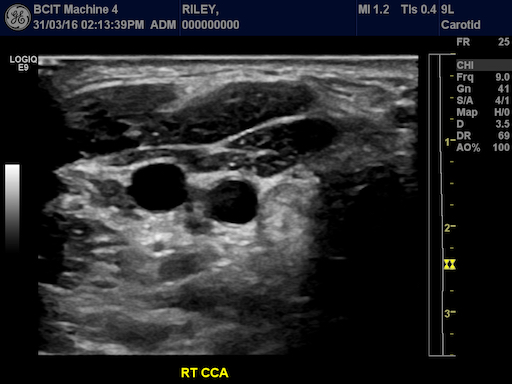 GE
BCIT Machine 4
RILEY,
MI 1.2 TIs 0.4 9L
31/03/16 02:13:39PM ADM 000000000
Carotid
LOGIQ
E9
FR 25
CHI
Frq 9.0
Gn 41
S/A 4/1
Map H/0
D 3.5
DR 69
AO% 100
1
2
3
RT CCA